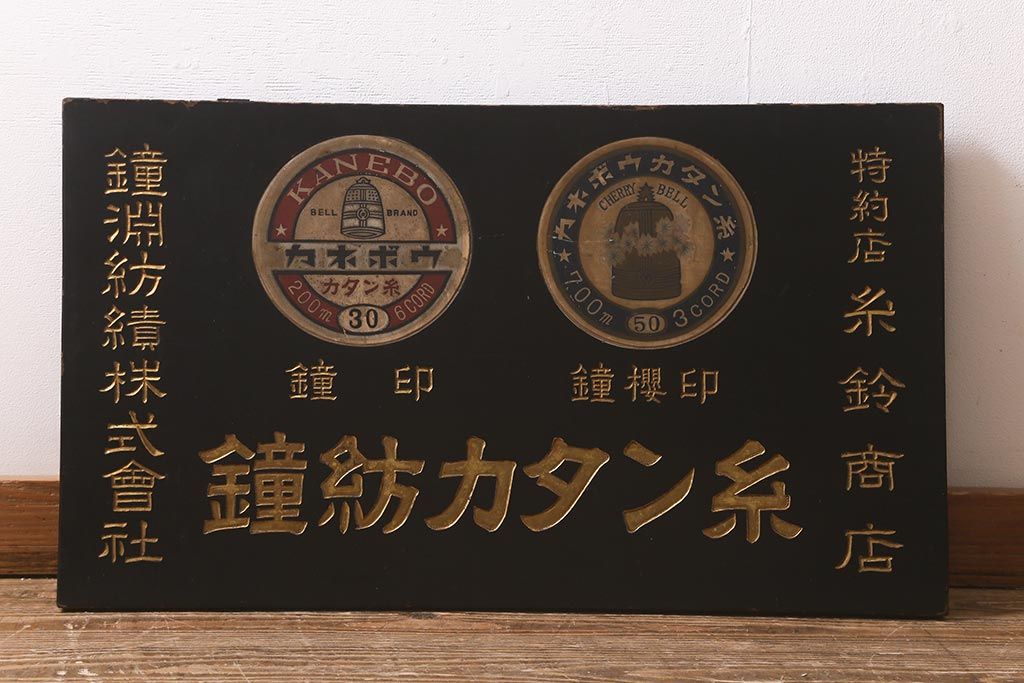 特約店 糸鈴商店
KANEBO
BELL BRAND
カネボウ
カタン糸
200m 30 6CORD
鐘印
カネボウカタン糸
CHERRY BELL
700m 50 3CORD
鐘櫻印
鐘紡カタン糸
鐘淵紡績株式會社